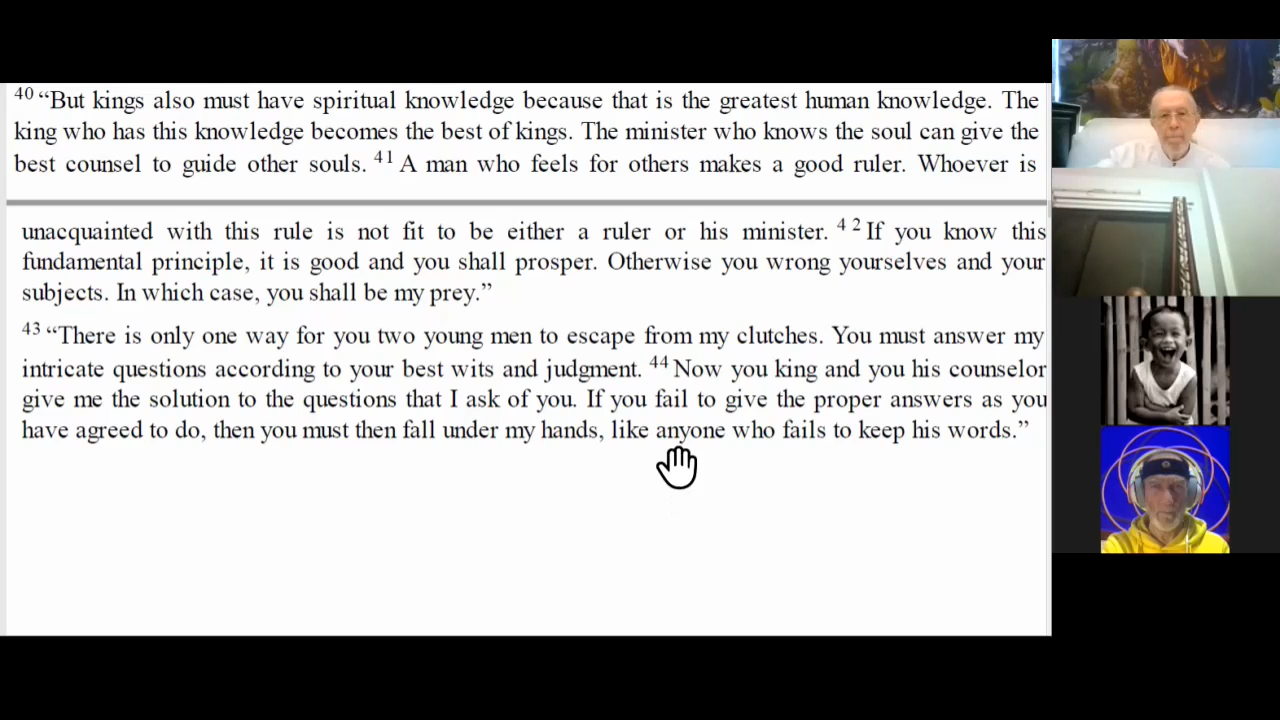 40 “But kings also must have spiritual knowledge because that is the greatest human knowledge. The
king who has this knowledge becomes the best of kings. The minister who knows the soul can give the
best counsel to guide other souls. 41 A man who feels for others makes a good ruler. Whoever is
unacquainted with this rule is not fit to be either a ruler or his minister. 42 If you know this
fundamental principle, it is good and you shall prosper. Otherwise you wrong yourselves and your
subjects. In which case, you shall be my prey.”
43 “There is only one way for you two young men to escape from my clutches. You must answer my
intricate questions according to your best wits and judgment. 44 Now you king and you his counselor
give me the solution to the questions that I ask of you. If you fail to give the proper answers as you
have agreed to do, then you must then fall under my hands, like anyone who fails to keep his words.”